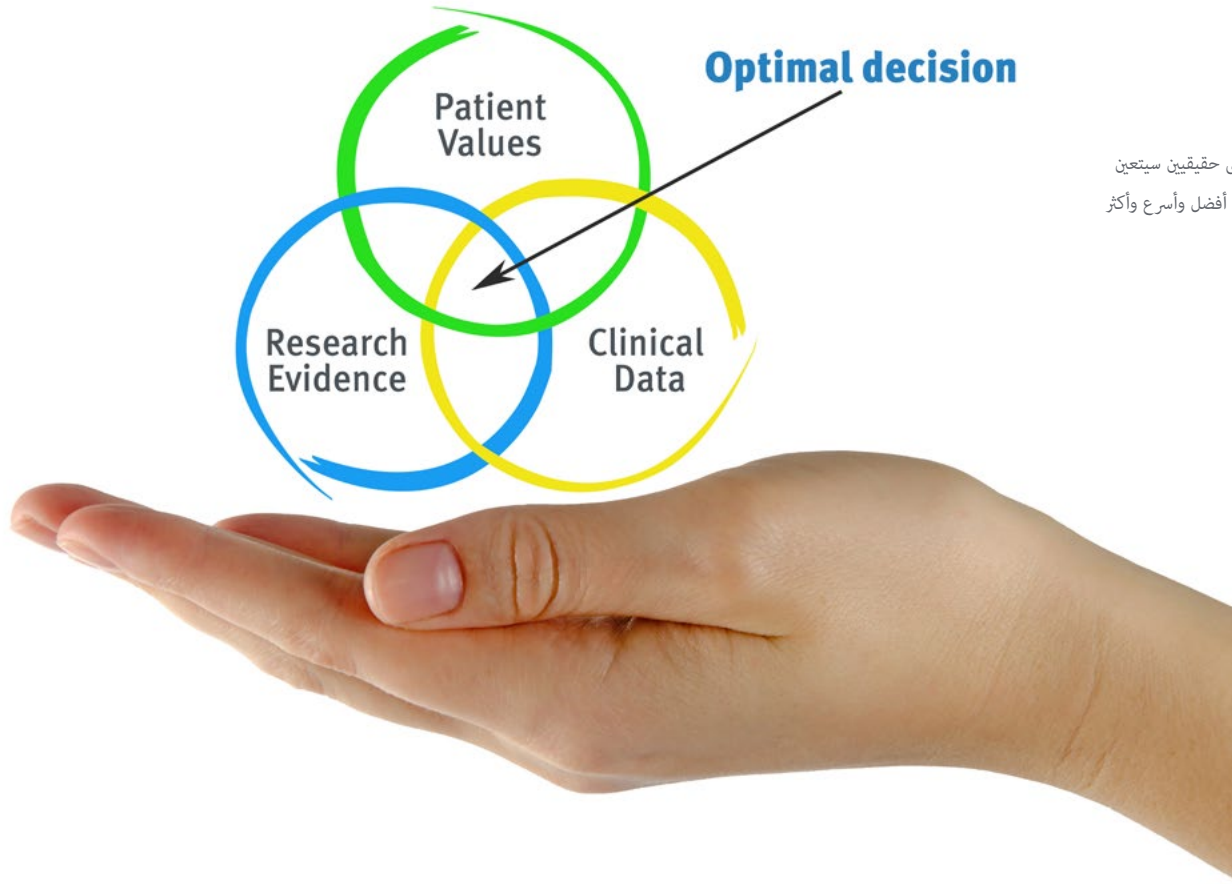 Optimal decision
Patient
Values
حقيقيين سيتعين
أفضل وأسرع وأكثر
Research
Evidence
Clinical
Data